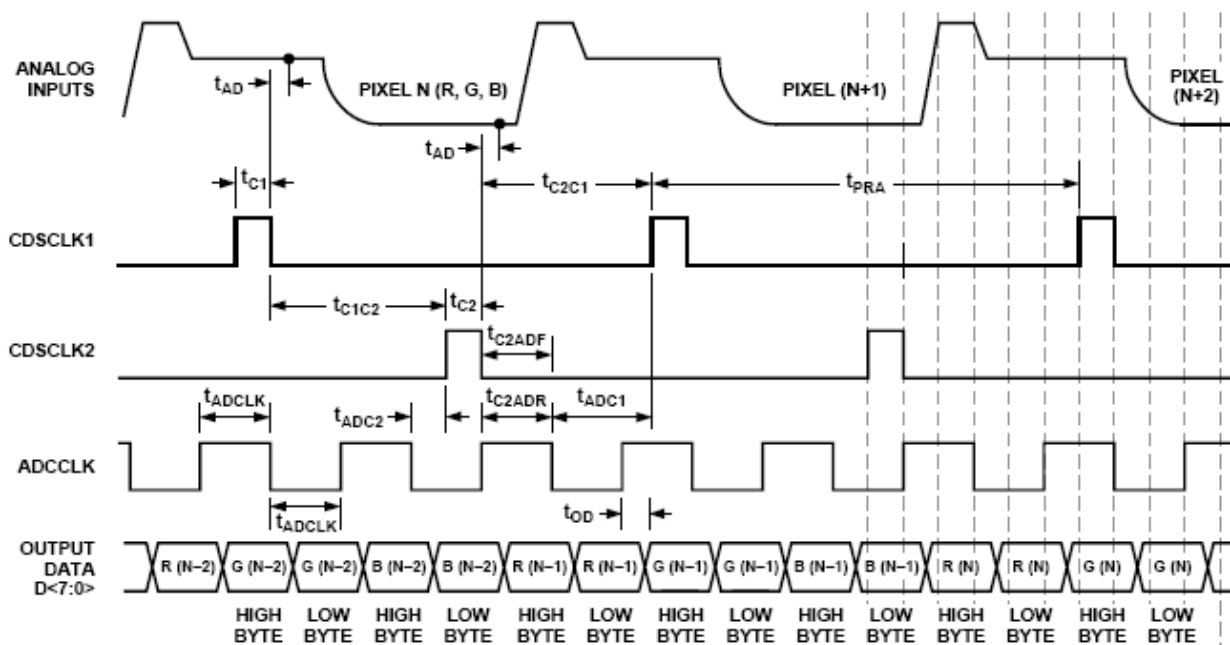 ANALOG
INPUTS
tAD
PIXEL N (R, G, B)
PIXEL (N+1)
PIXEL
(N+2)
tAD
tC1
tC2C1
tPRA
CDSCLK1
tC1C2
tC2
tC2ADF
CDSCLK2
tADCLK
tADC2
tC2ADR
tADC1
ADCCLK
tADCLK
tOD
OUTPUT
DATA
D<7:0>
R (N–2) G (N–2) G (N–2) B (N–2) B (N–2) R (N–1) R (N–1) G (N–1) G (N–1) B (N–1) B (N–1) R (N) R (N) G (N) G (N)
HIGH LOW HIGH LOW HIGH LOW HIGH LOW HIGH LOW HIGH LOW HIGH LOW
BYTE BYTE BYTE BYTE BYTE BYTE BYTE BYTE BYTE BYTE BYTE BYTE BYTE BYTE